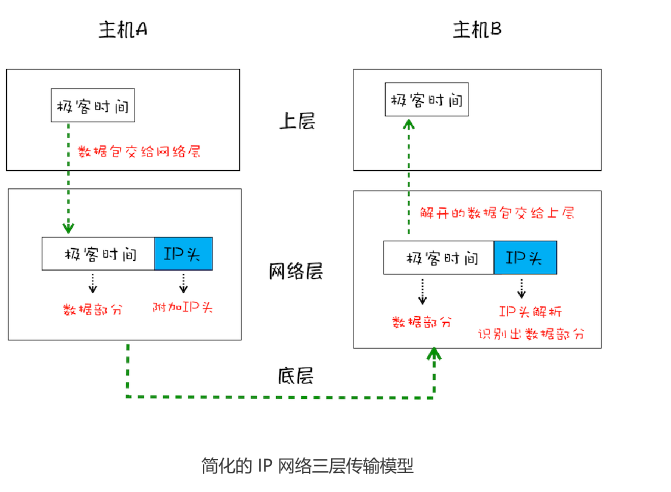 主机A
主机B
极客时间
极客时间
上层
数据包交给网络层
解开的数据包交给上层
极客时间
IP头
网络层
极客时间
IP头
数据部分
附加IP头
数据部分
IP头解析
识别出数据部分
底层
简化的 IP 网络三层传输模型